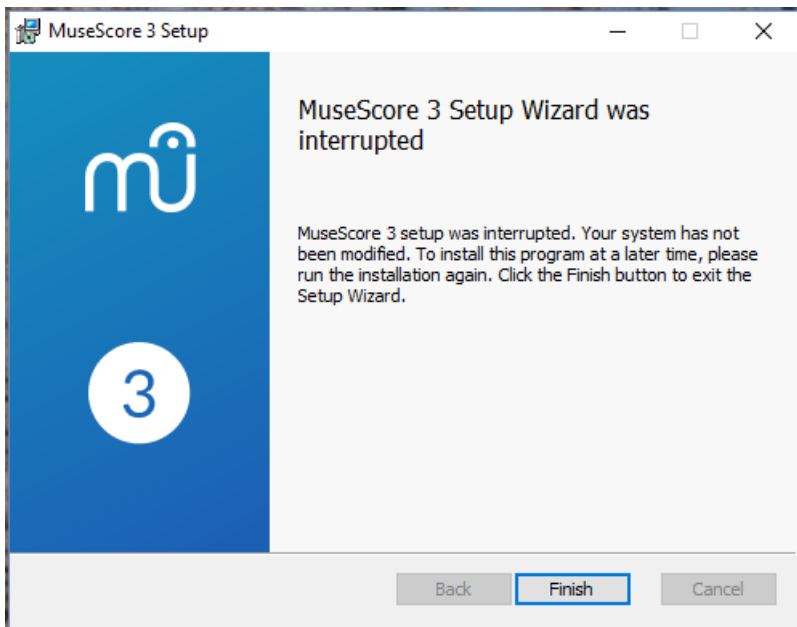 MuseScore 3 Setup
MuseScore 3 Setup Wizard was
interrupted
mû
MuseScore 3 setup was interrupted. Your system has not
been modified. To install this program at a later time, please
run the installation again. Click the Finish button to exit the
Setup Wizard.
3
Back Finish Cancel